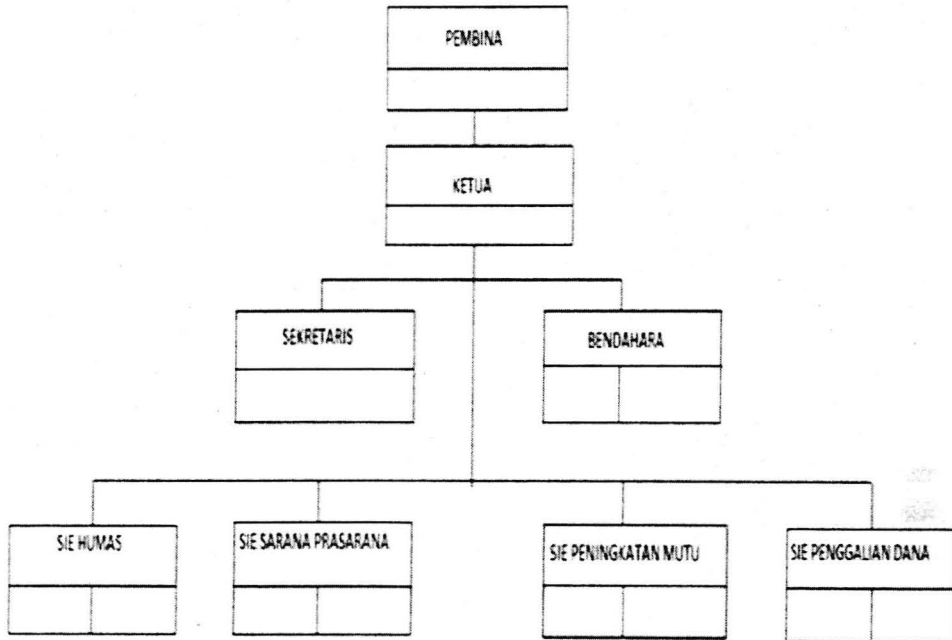 PEMBINA
KETUA
SEKRETARIS
BENDAHARA
SIE HUMAS
SIE SARANA PRASARANA
SIE PENINGKATAN MUTU
SIE PENGGALIAN DANA